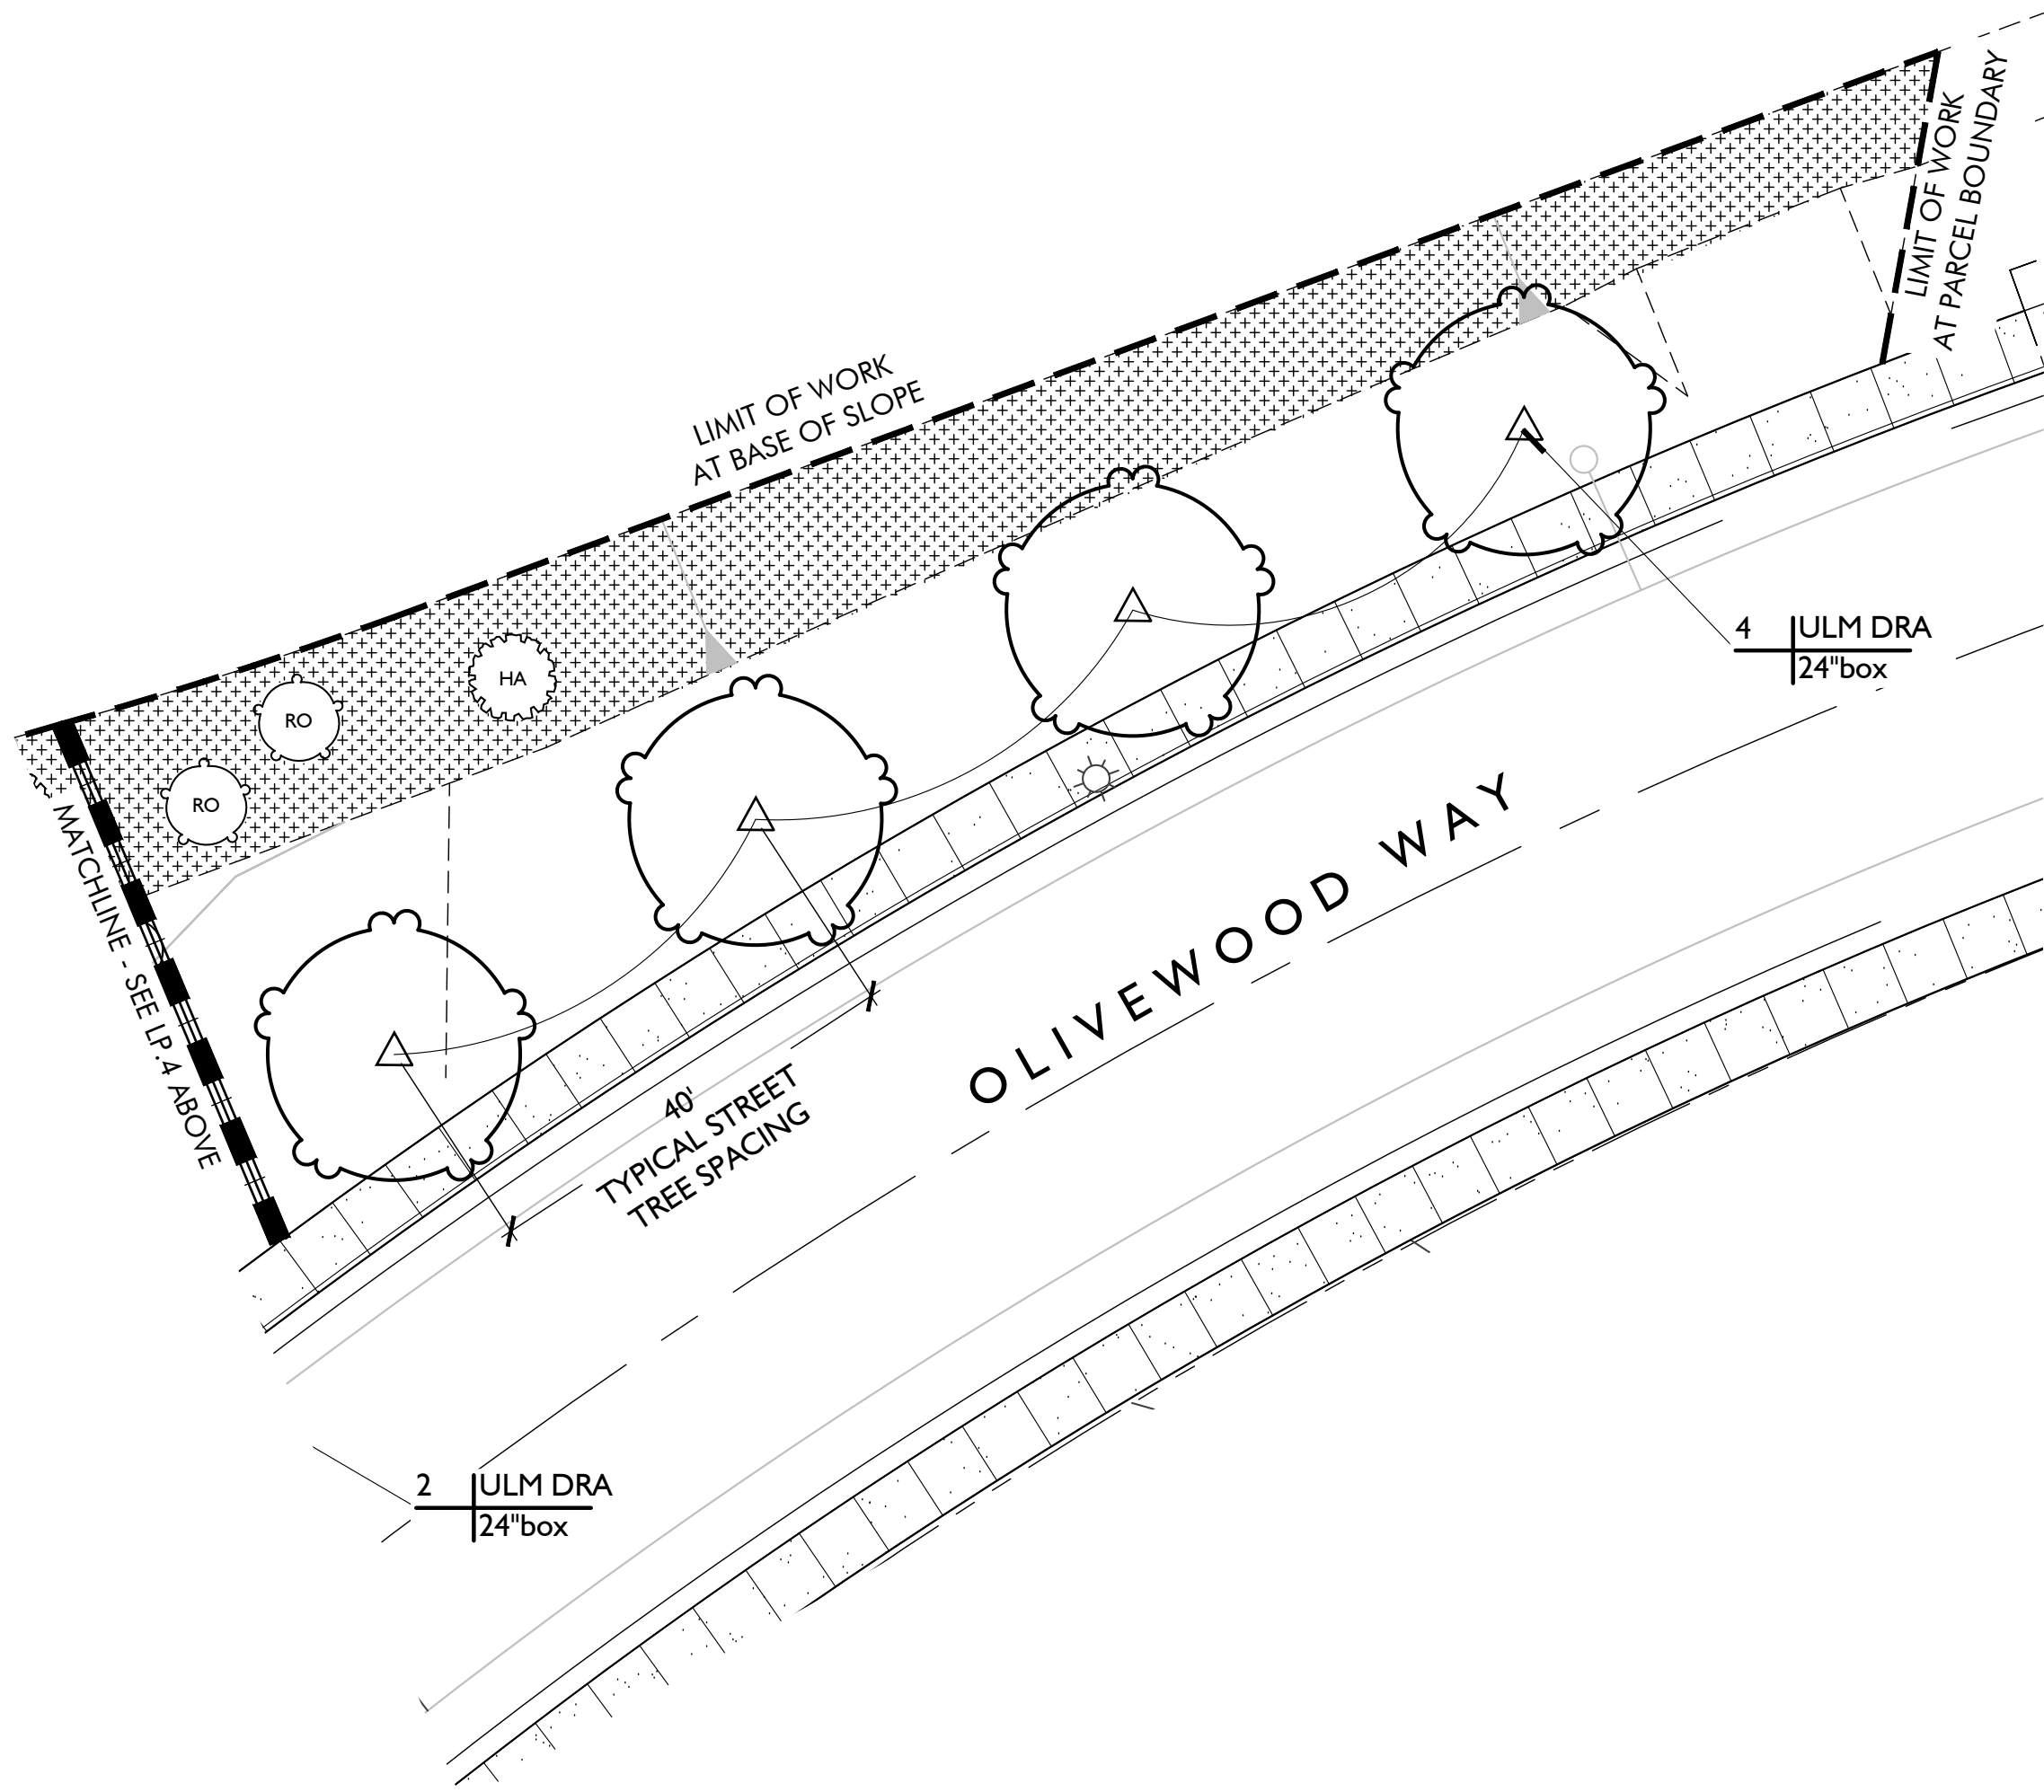 LIMIT OF WORK
AT PARCEL BOUNDARY
LIMIT OF WORK
AT BASE OF SLOPE
4 ULM DRA
24"box
HA
RO
RO
MATCHLINE - SEE LP.4 ABOVE
OLIVEWOOD WAY
40'
TYPICAL STREET
TREE SPACING
2 ULM DRA
24"box